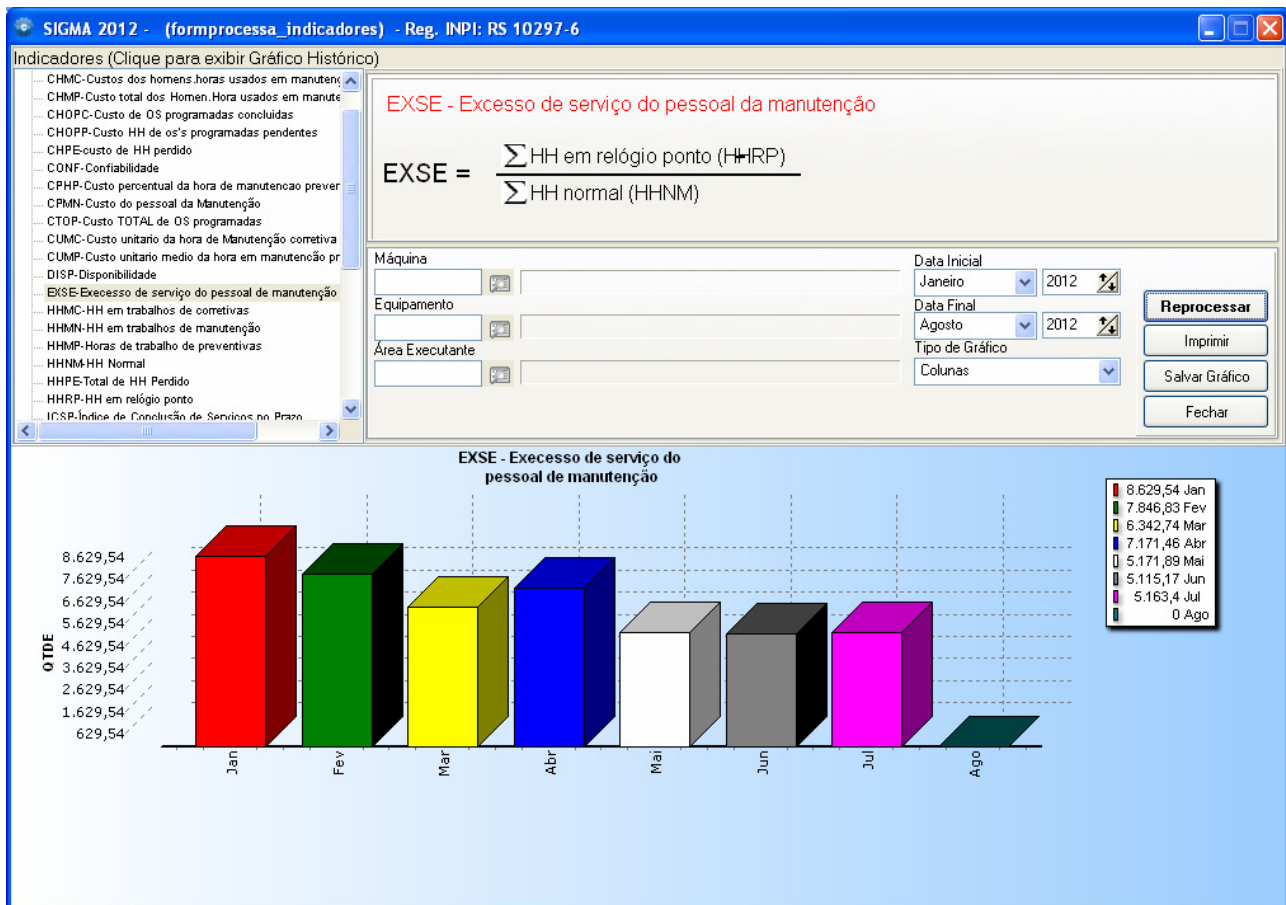 SIGMA 2012 - (formprocessa_indicadores) - Reg. INPI: RS 10297-6
Indicadores (Clique para exibir Gráfico Histórico)
CHMC-Custos dos homens.horas usados em manutenç
CHMP-Custo total dos Homen.Hora usados em manute
CHOPC-Custo de OS programadas concluidas
CHOPP-Custo HH de os's programadas pendentes
CHPE-custo de HH perdido
CONF-Confiabilidade
CPHP-Custo percentual da hora de manutencao prever
CPMN-Custo do pessoal da Manutenção
CTOP-Custo TOTAL de OS programadas
CUMC-Custo unitario da hora de Manutenção corretiva
CUMP-Custo unitario medio da hora em manutencão pr
DISP-Disponibilidade
EXSE-Execesso de serviço do pessoal de manutenção
HHMC-HH em trabalhos de corretivas
HHMN-HH em trabalhos de manutenção
HHMP-Horas de trabalho de preventivas
HHNM-HH Normal
HHPE-Total de HH Perdido
HHRP-HH em relógio ponto
ICSP-Índice de Conclusão de Serviços no Prazo
EXSE - Excesso de serviço do pessoal da manutenção
EXSE =
∑HH em relógio ponto (HHRP)
∑HH normal (HHNM)
Máquina
Equipamento
Área Executante
Data Inicial
Janeiro 2012
Data Final
Agosto 2012
Tipo de Gráfico
Colunas
Reprocessar
Imprimir
Salvar Gráfico
Fechar
EXSE - Execesso de serviço do
pessoal de manutenção
8.629,54
7.629,54
6.629,54
5.629,54
4.629,54
3.629,54
2.629,54
1.629,54
629,54
QTDE
Jan
Fev
Mar
Abr
Mai
Jun
Jul
Ago
8.629,54 Jan
7.846,83 Fev
6.342,74 Mar
7.171,46 Abr
5.171,89 Mai
5.115,17 Jun
5.163,4 Jul
0 Ago